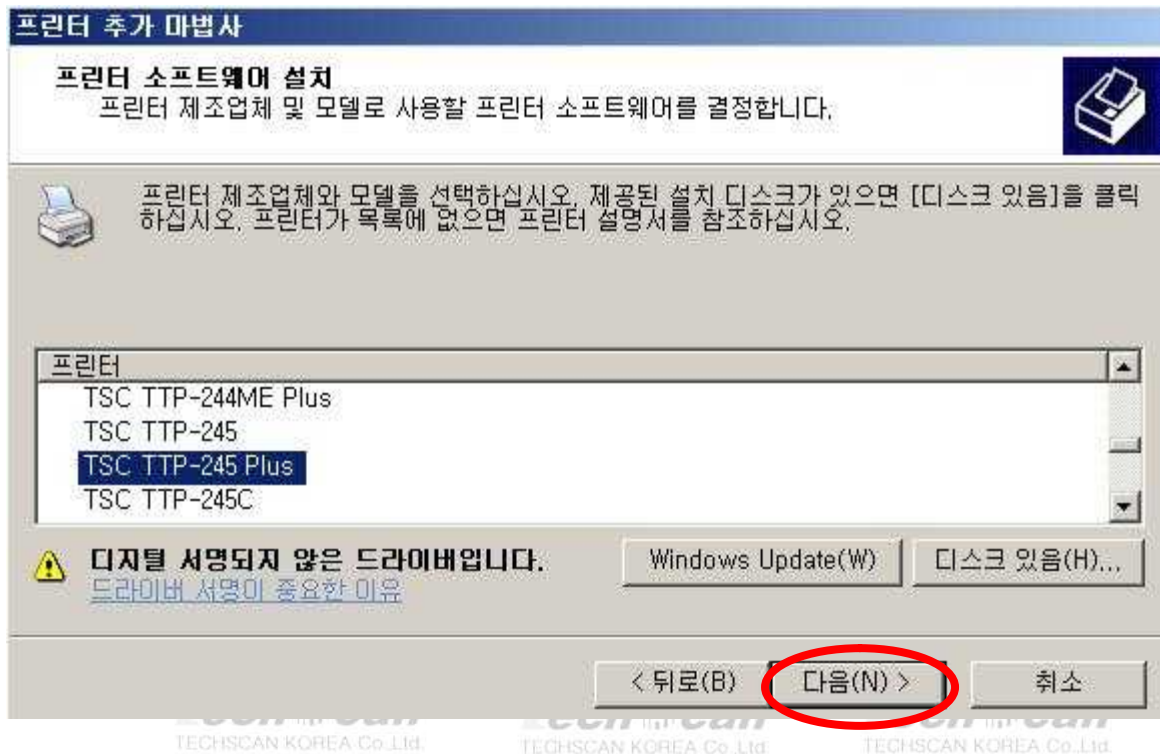 프린터 추가 마법사
프린터 소프트웨어 설치
프린터 제조업체 및 모델로 사용할 프린터 소프트웨어를 결정합니다.
프린터 제조업체와 모델을 선택하십시오. 제공된 설치 디스크가 있으면 [디스크 있음]을 클릭
하십시오. 프린터가 목록에 없으면 프린터 설명서를 참조하십시오.
프린터
TSC TTP-244ME Plus
TSC TTP-245
TSC TTP-245 Plus
TSC TTP-245C
디지털 서명되지 않은 드라이버입니다.
Windows Update(W)
디스크 있음(H)...
드라이버 서명이 중요한 이유
< 뒤로(B)
다음(N) >
취소
TECHSCAN KOREA Co.,Ltd.
TECHSCAN KOREA Co.,Ltd.
TECHSCAN KOREA Co.,Ltd.